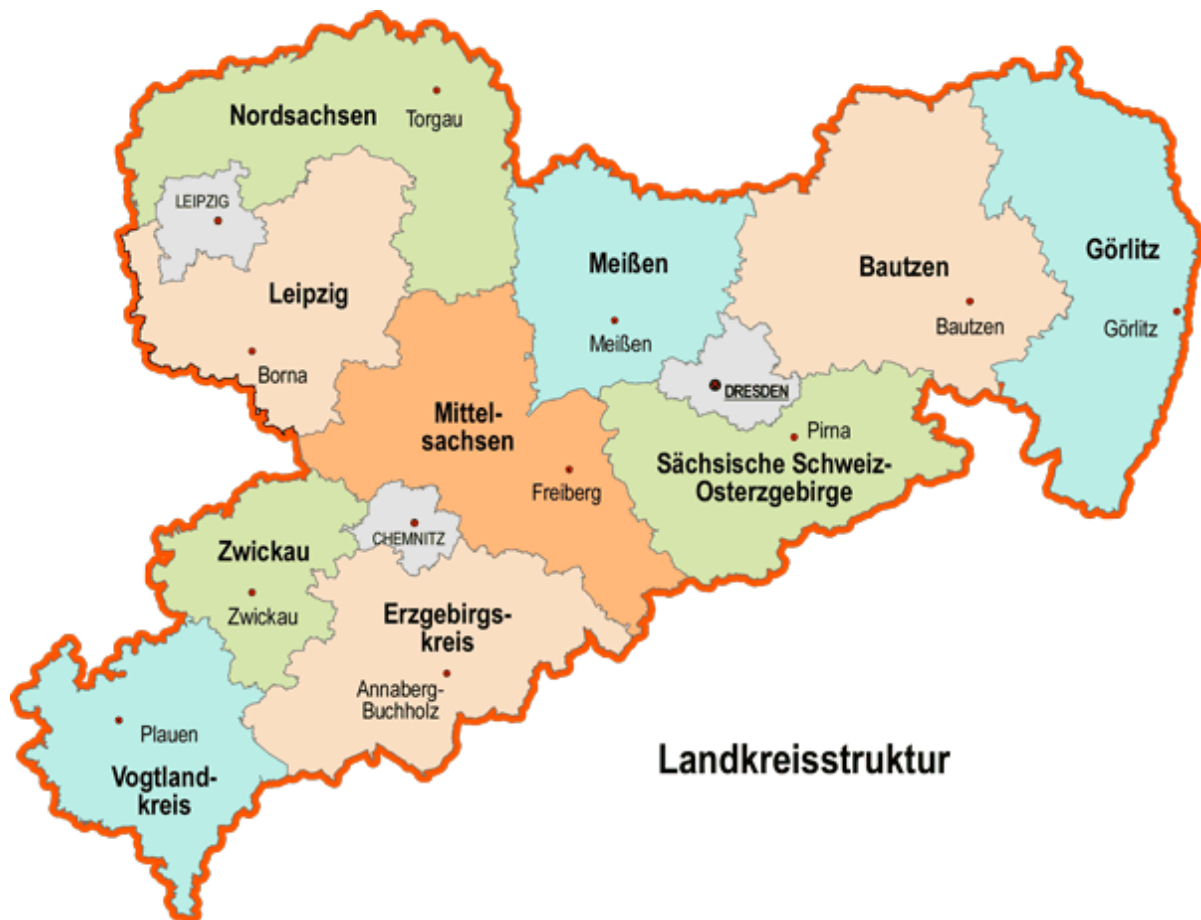 Nordsachsen
Torgau
LEIPZIG
Leipzig
Borna
Meißen
Meißen
Bautzen
Bautzen
Görlitz
Görlitz
DRESDEN
Mittel-
sachsen
Freiberg
Pirna
Sächsische Schweiz-
Osterzgebirge
CHEMNITZ
Zwickau
Zwickau
Erzgebirgs-
kreis
Annaberg-
Buchholz
Plauen
Vogtland-
kreis
Landkreisstruktur